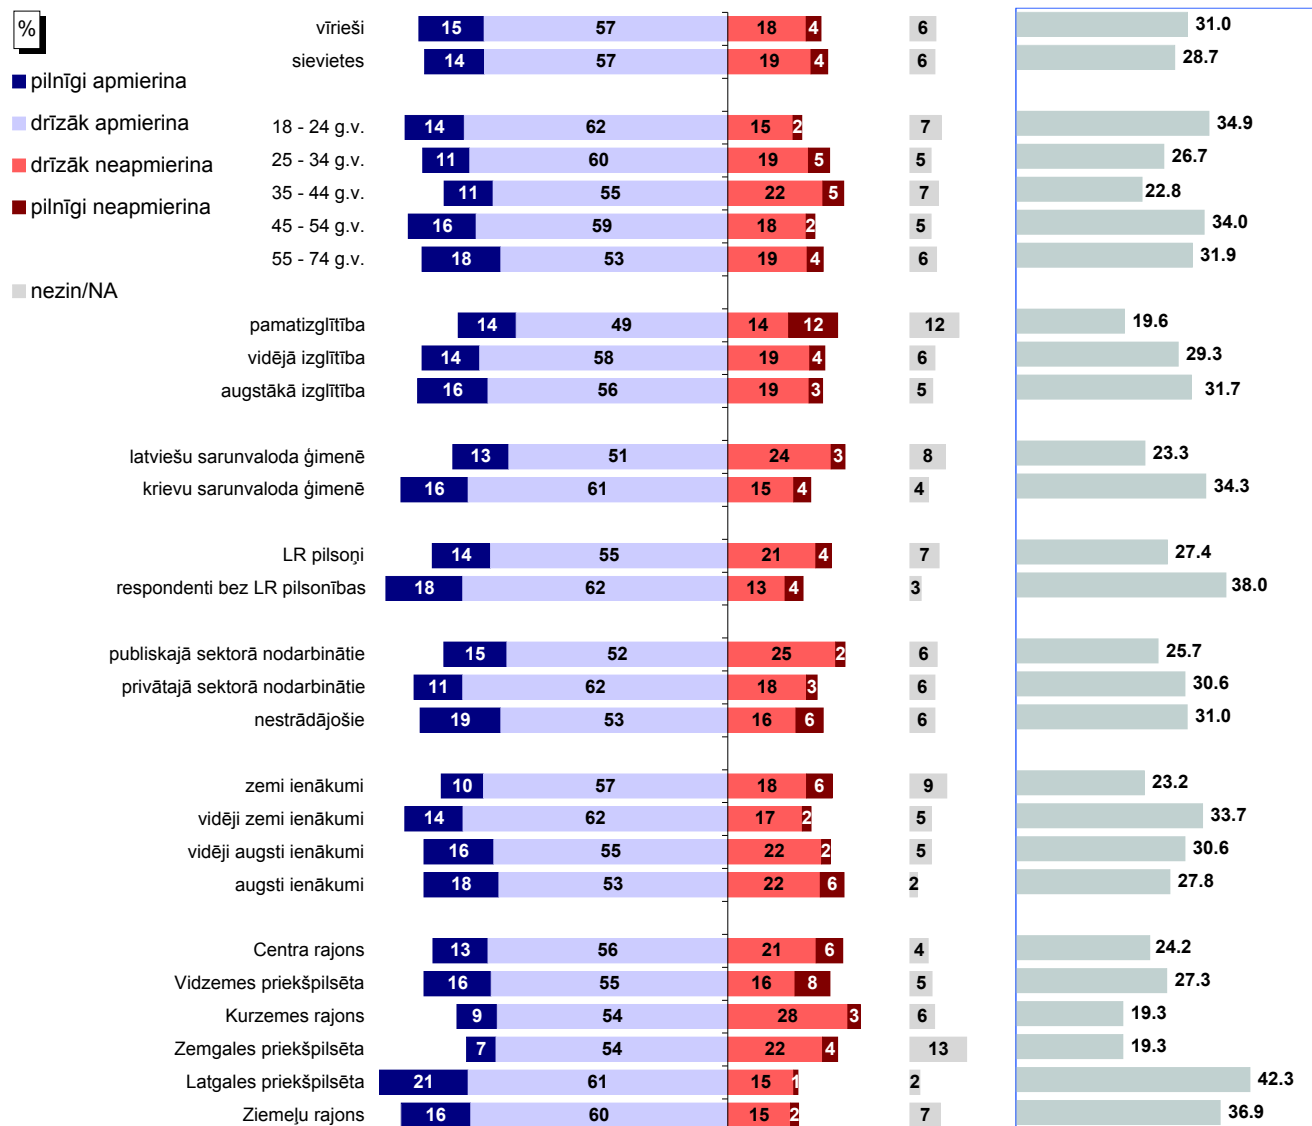 %
pilnīgi apmierina
drīzāk apmierina
drīzāk neapmierina
pilnīgi neapmierina
nezin/NA
vīrieši 15 57 18 4 6 31.0
sievietes 14 57 19 4 6 28.7
18 - 24 g.v. 14 62 15 2 7 34.9
25 - 34 g.v. 11 60 19 5 5 26.7
35 - 44 g.v. 11 55 22 5 7 22.8
45 - 54 g.v. 16 59 18 2 5 34.0
55 - 74 g.v. 18 53 19 4 6 31.9
pamatizglītība 14 49 14 12 12 19.6
vidējā izglītība 14 58 19 4 6 29.3
augstākā izglītība 16 56 19 3 5 31.7
latviešu sarunvaloda ģimenē 13 51 24 3 8 23.3
krievu sarunvaloda ģimenē 16 61 15 4 4 34.3
LR pilsoņi 14 55 21 4 7 27.4
respondenti bez LR pilsonības 18 62 13 4 3 38.0
publiskajā sektorā nodarbinātie 15 52 25 2 6 25.7
privātajā sektorā nodarbinātie 11 62 18 3 6 30.6
nestrādājošie 19 53 16 6 6 31.0
zemi ienākumi 10 57 18 6 9 23.2
vidēji zemi ienākumi 14 62 17 2 5 33.7
vidēji augsti ienākumi 16 55 22 2 5 30.6
augsti ienākumi 18 53 22 6 2 27.8
Centra rajons 13 56 21 6 4 24.2
Vidzemes priekšpilsēta 16 55 16 8 5 27.3
Kurzemes rajons 9 54 28 3 6 19.3
Zemgales priekšpilsēta 7 54 22 4 13 19.3
Latgales priekšpilsēta 21 61 15 1 2 42.3
Ziemeļu rajons 16 60 15 2 7 36.9